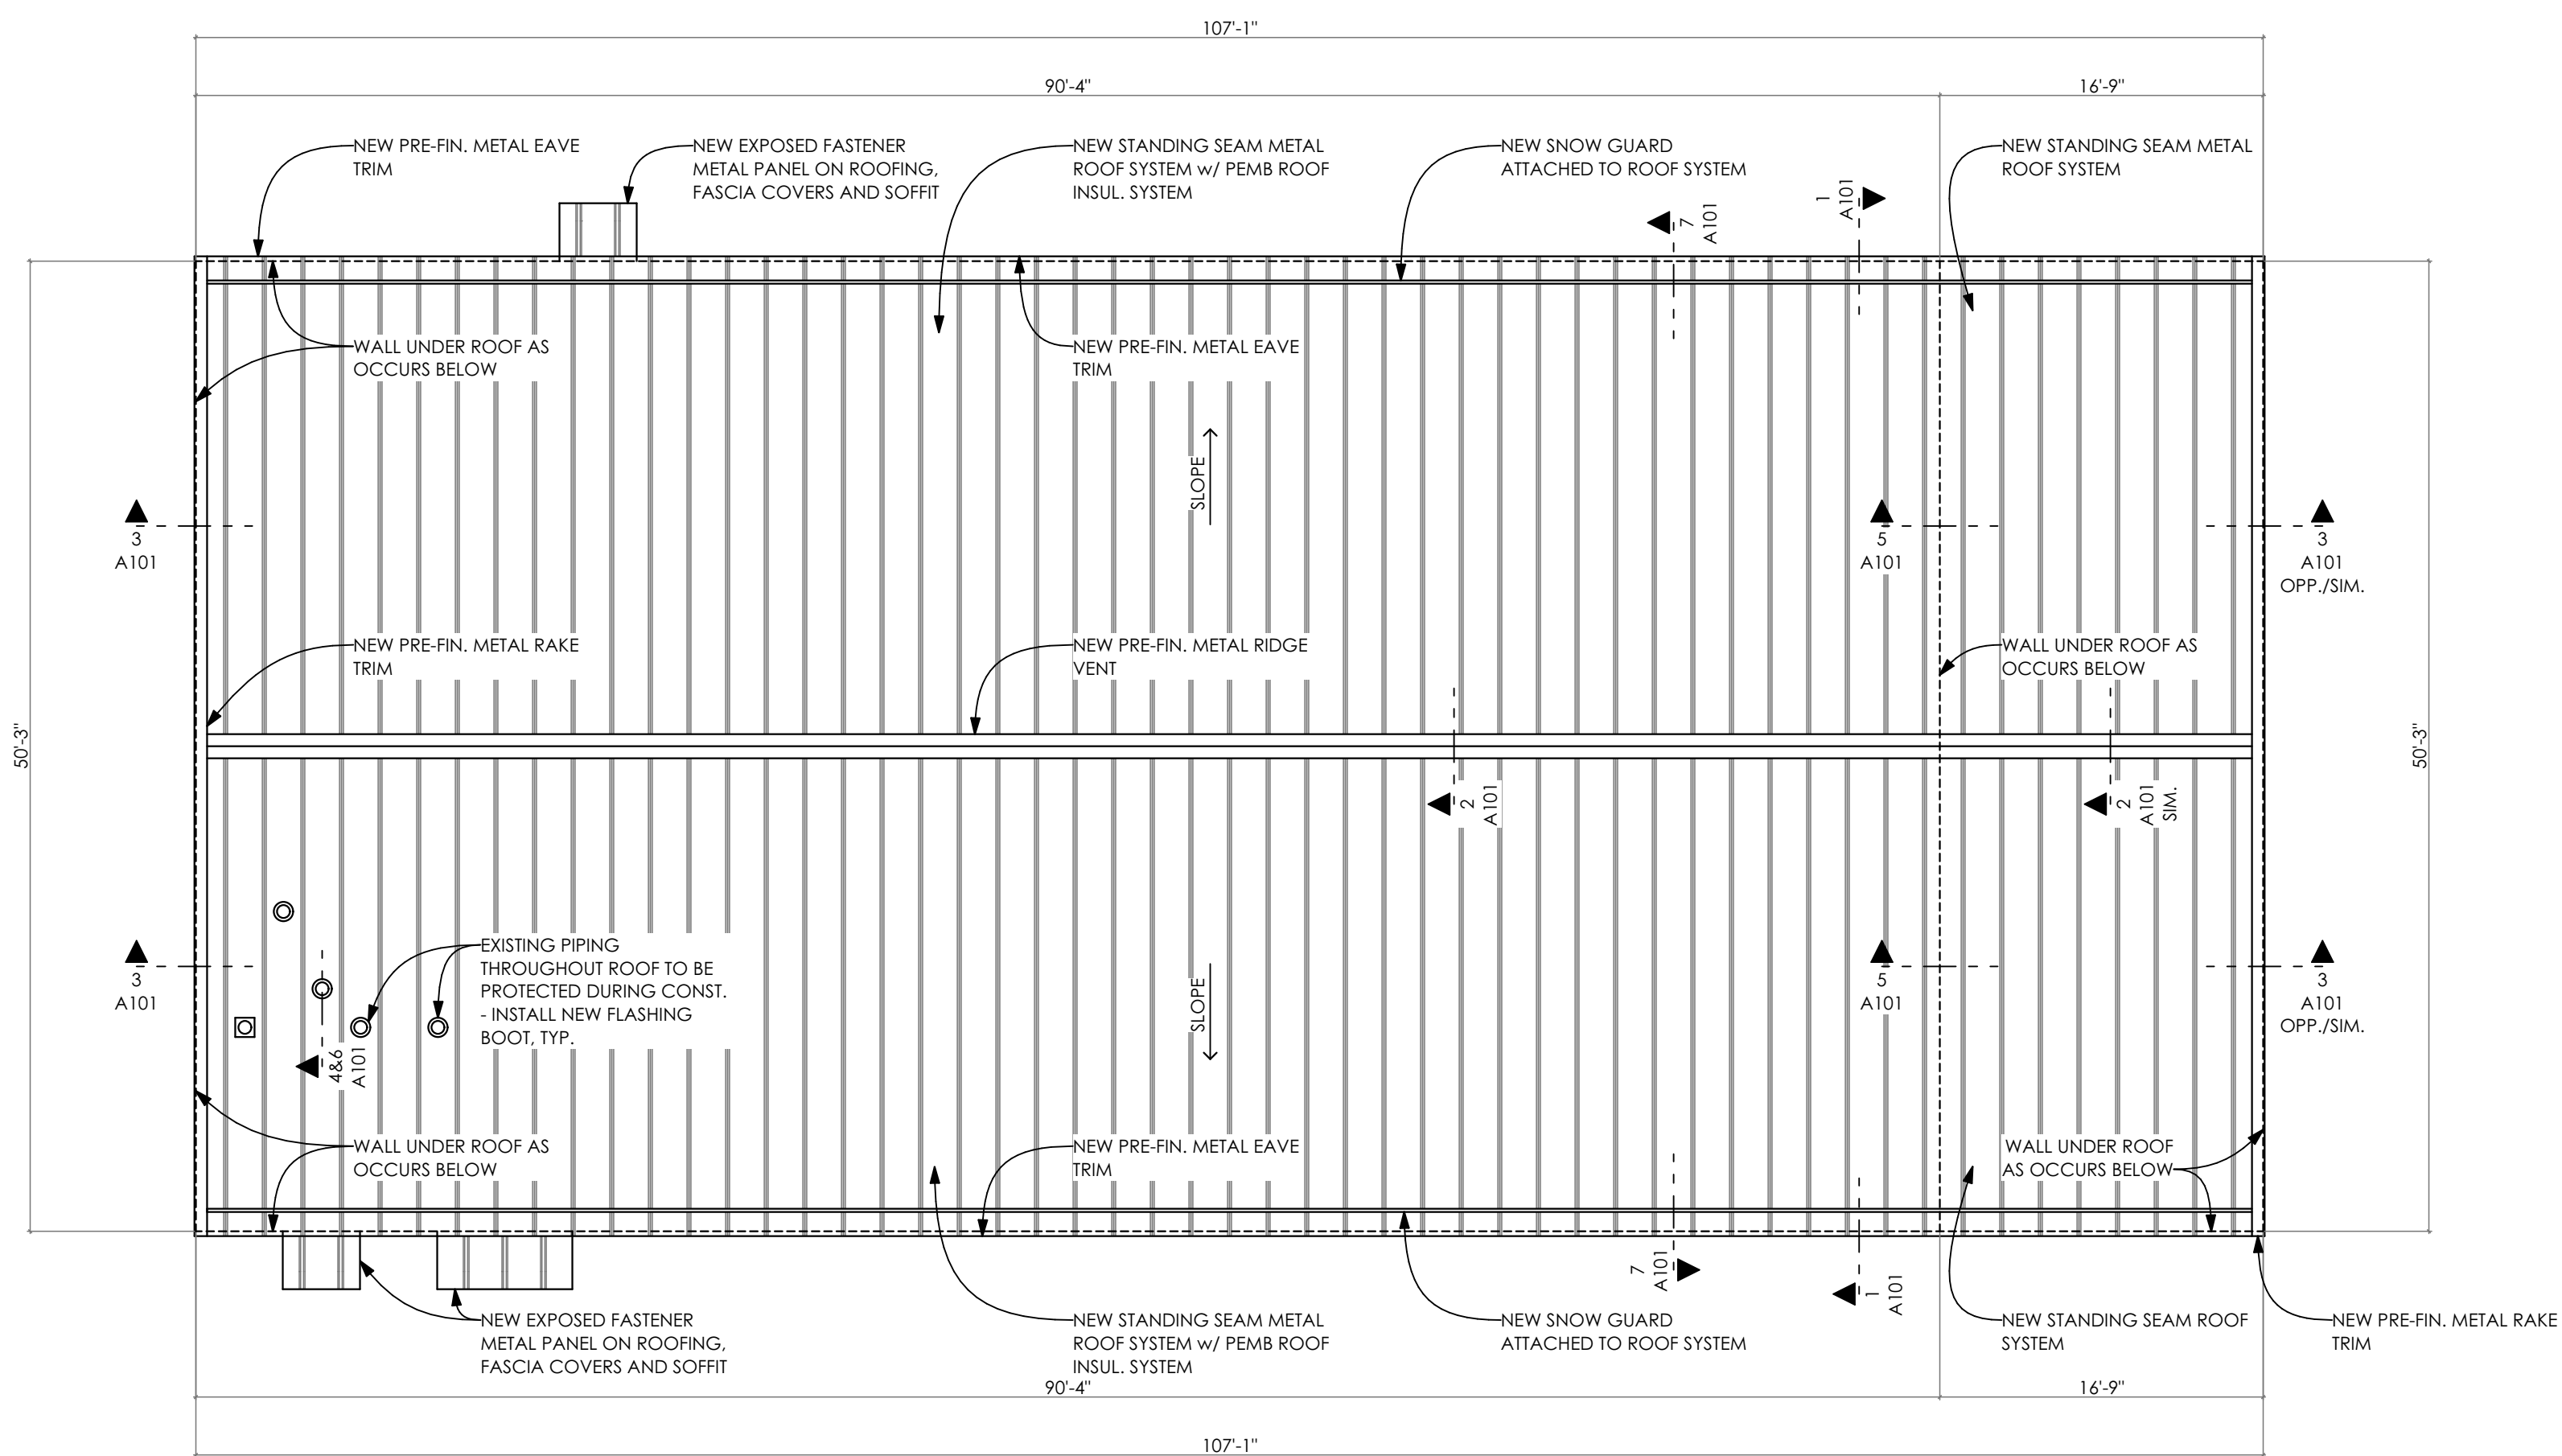 107'-1"
90'-4"
16'-9"
NEW PRE-FIN. METAL EAVE
TRIM
NEW EXPOSED FASTENER
METAL PANEL ON ROOFING,
FASCIA COVERS AND SOFFIT
NEW STANDING SEAM METAL
ROOF SYSTEM w/ PEMB ROOF
INSUL. SYSTEM
NEW SNOW GUARD
ATTACHED TO ROOF SYSTEM
NEW STANDING SEAM METAL
ROOF SYSTEM
7
A101
1
A101
WALL UNDER ROOF AS
OCCURS BELOW
NEW PRE-FIN. METAL EAVE
TRIM
SLOPE
3
A101
5
A101
3
A101
OPP./SIM.
NEW PRE-FIN. METAL RAKE
TRIM
NEW PRE-FIN. METAL RIDGE
VENT
WALL UNDER ROOF AS
OCCURS BELOW
50'-3"
50'-3"
2
A101
2
A101
SIM.
3
A101
EXISTING PIPING
THROUGHOUT ROOF TO BE
PROTECTED DURING CONST.
- INSTALL NEW FLASHING
BOOT, TYP.
4&6
A101
SLOPE
5
A101
3
A101
OPP./SIM.
WALL UNDER ROOF AS
OCCURS BELOW
NEW PRE-FIN. METAL EAVE
TRIM
WALL UNDER ROOF
AS OCCURS BELOW
7
A101
1
A101
NEW EXPOSED FASTENER
METAL PANEL ON ROOFING,
FASCIA COVERS AND SOFFIT
NEW STANDING SEAM METAL
ROOF SYSTEM w/ PEMB ROOF
INSUL. SYSTEM
NEW SNOW GUARD
ATTACHED TO ROOF SYSTEM
NEW STANDING SEAM ROOF
SYSTEM
NEW PRE-FIN. METAL RAKE
TRIM
90'-4"
16'-9"
107'-1"